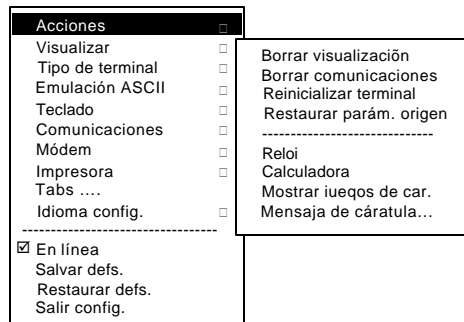 Acciones
Visualizar
Tipo de terminal
Emulación ASCII
Teclado
Comunicaciones
Módem
Impresora
Tabs ....
Idioma config.
----------------------------------
En línea
Salvar defs.
Restaurar defs.
Salir config.
Borrar visualizaciõn
Borrar comunicaciones
Reinicializar terminal
Restaurar parám. origen
------------------------------
Reloi
Calculadora
Mostrar iueqos de car.
Mensaja de cáratula...